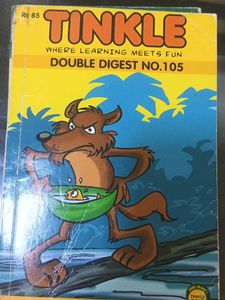 Rs 85
TINKLE
WHERE LEARNING MEETS FUN
DOUBLE DIGEST NO.105